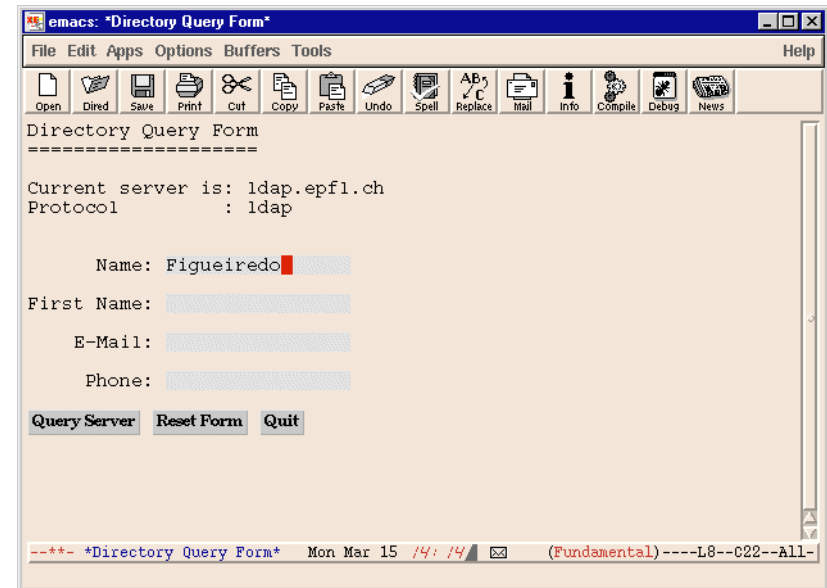 emacs: *Directory Query Form*
File Edit Apps Options Buffers Tools Help
Open Dired Save Print Cut Copy Paste Undo Spell Replace Mail Info Compile Debug News
Directory Query Form
====================
Current server is: ldap.epfl.ch
Protocol : ldap
Name: Figueiredo
First Name:
E-Mail:
Phone:
Query Server Reset Form Quit
--**- *Directory Query Form* Mon Mar 15 14:14 (Fundamental)----L8--C22--All-